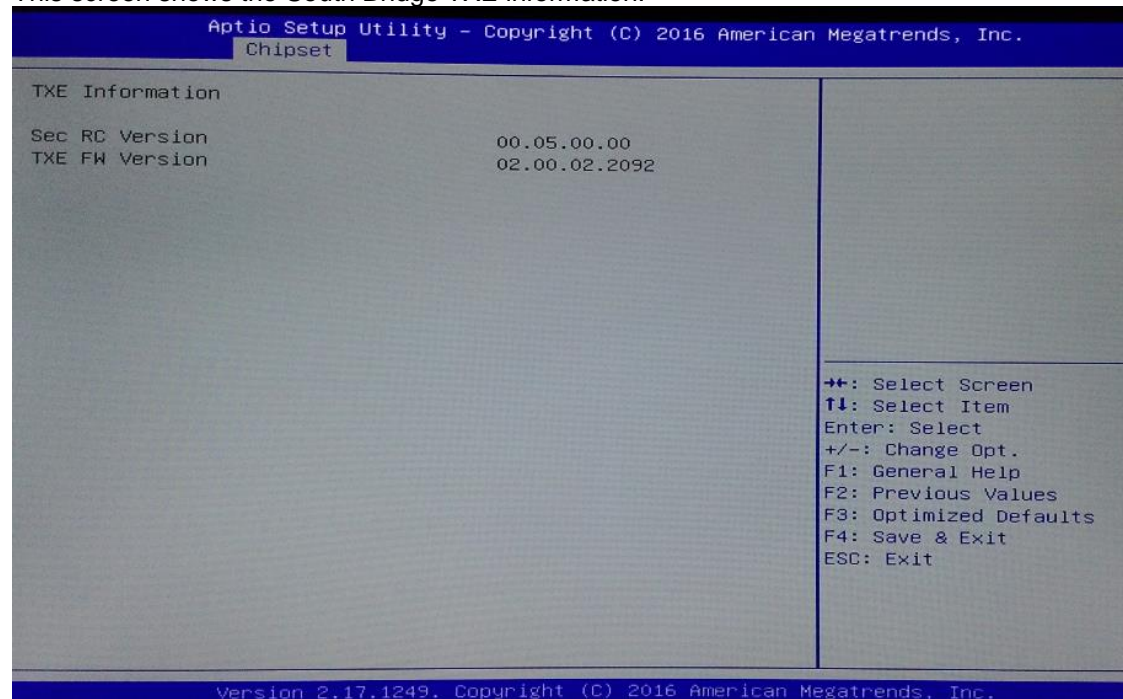 This screen shows the South Bridge TXE information.
Aptio Setup Utility – Copyright (C) 2016 American Megatrends, Inc.
Chipset
TXE Information
Sec RC Version 00.05.00.00
TXE FW Version 02.00.02.2092
→←: Select Screen
↑↓: Select Item
Enter: Select
+/-: Change Opt.
F1: General Help
F2: Previous Values
F3: Optimized Defaults
F4: Save & Exit
ESC: Exit
Version 2.17.1249. Copyright (C) 2016 American Megatrends, Inc.